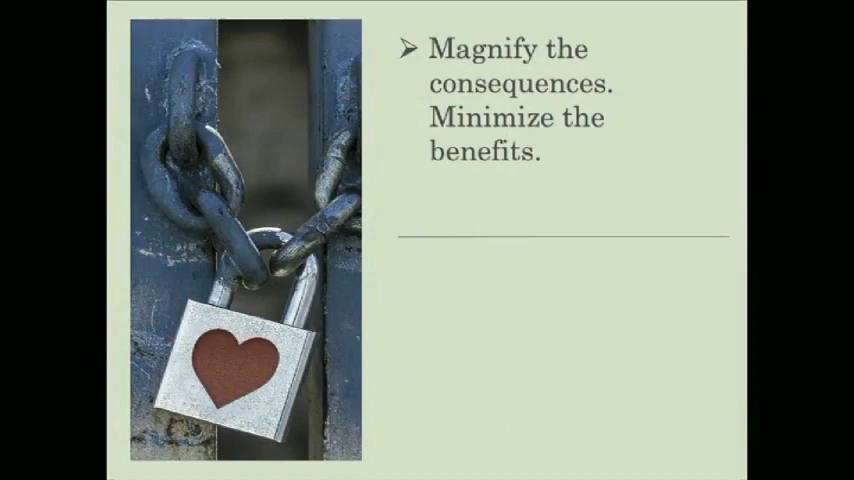 Magnify the
consequences.
Minimize the
benefits.